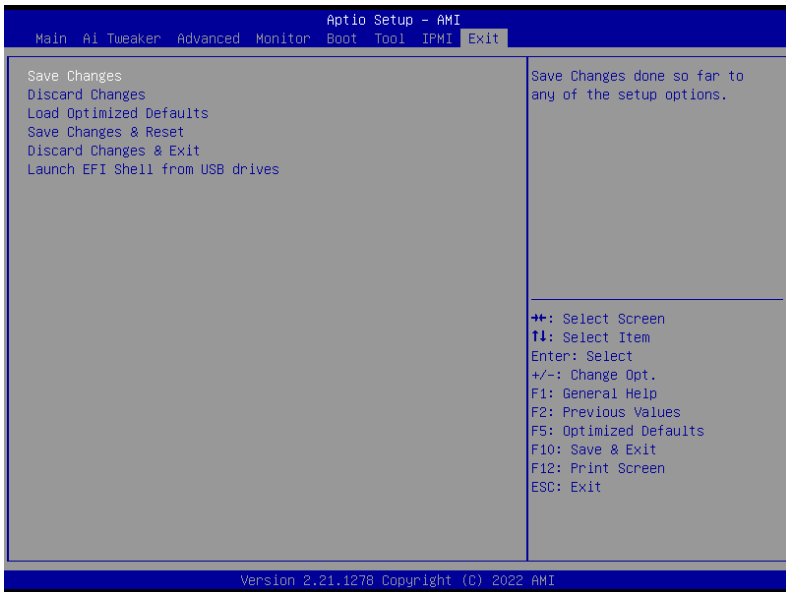 Aptio Setup - AMI
Main Ai Tweaker Advanced Monitor Boot Tool IPMI Exit
Save Changes
Discard Changes
Load Optimized Defaults
Save Changes & Reset
Discard Changes & Exit
Launch EFI Shell from USB drives
Save Changes done so far to
any of the setup options.
→←: Select Screen
↑↓: Select Item
Enter: Select
+/-: Change Opt.
F1: General Help
F2: Previous Values
F5: Optimized Defaults
F10: Save & Exit
F12: Print Screen
ESC: Exit
Version 2.21.1278 Copyright (C) 2022 AMI